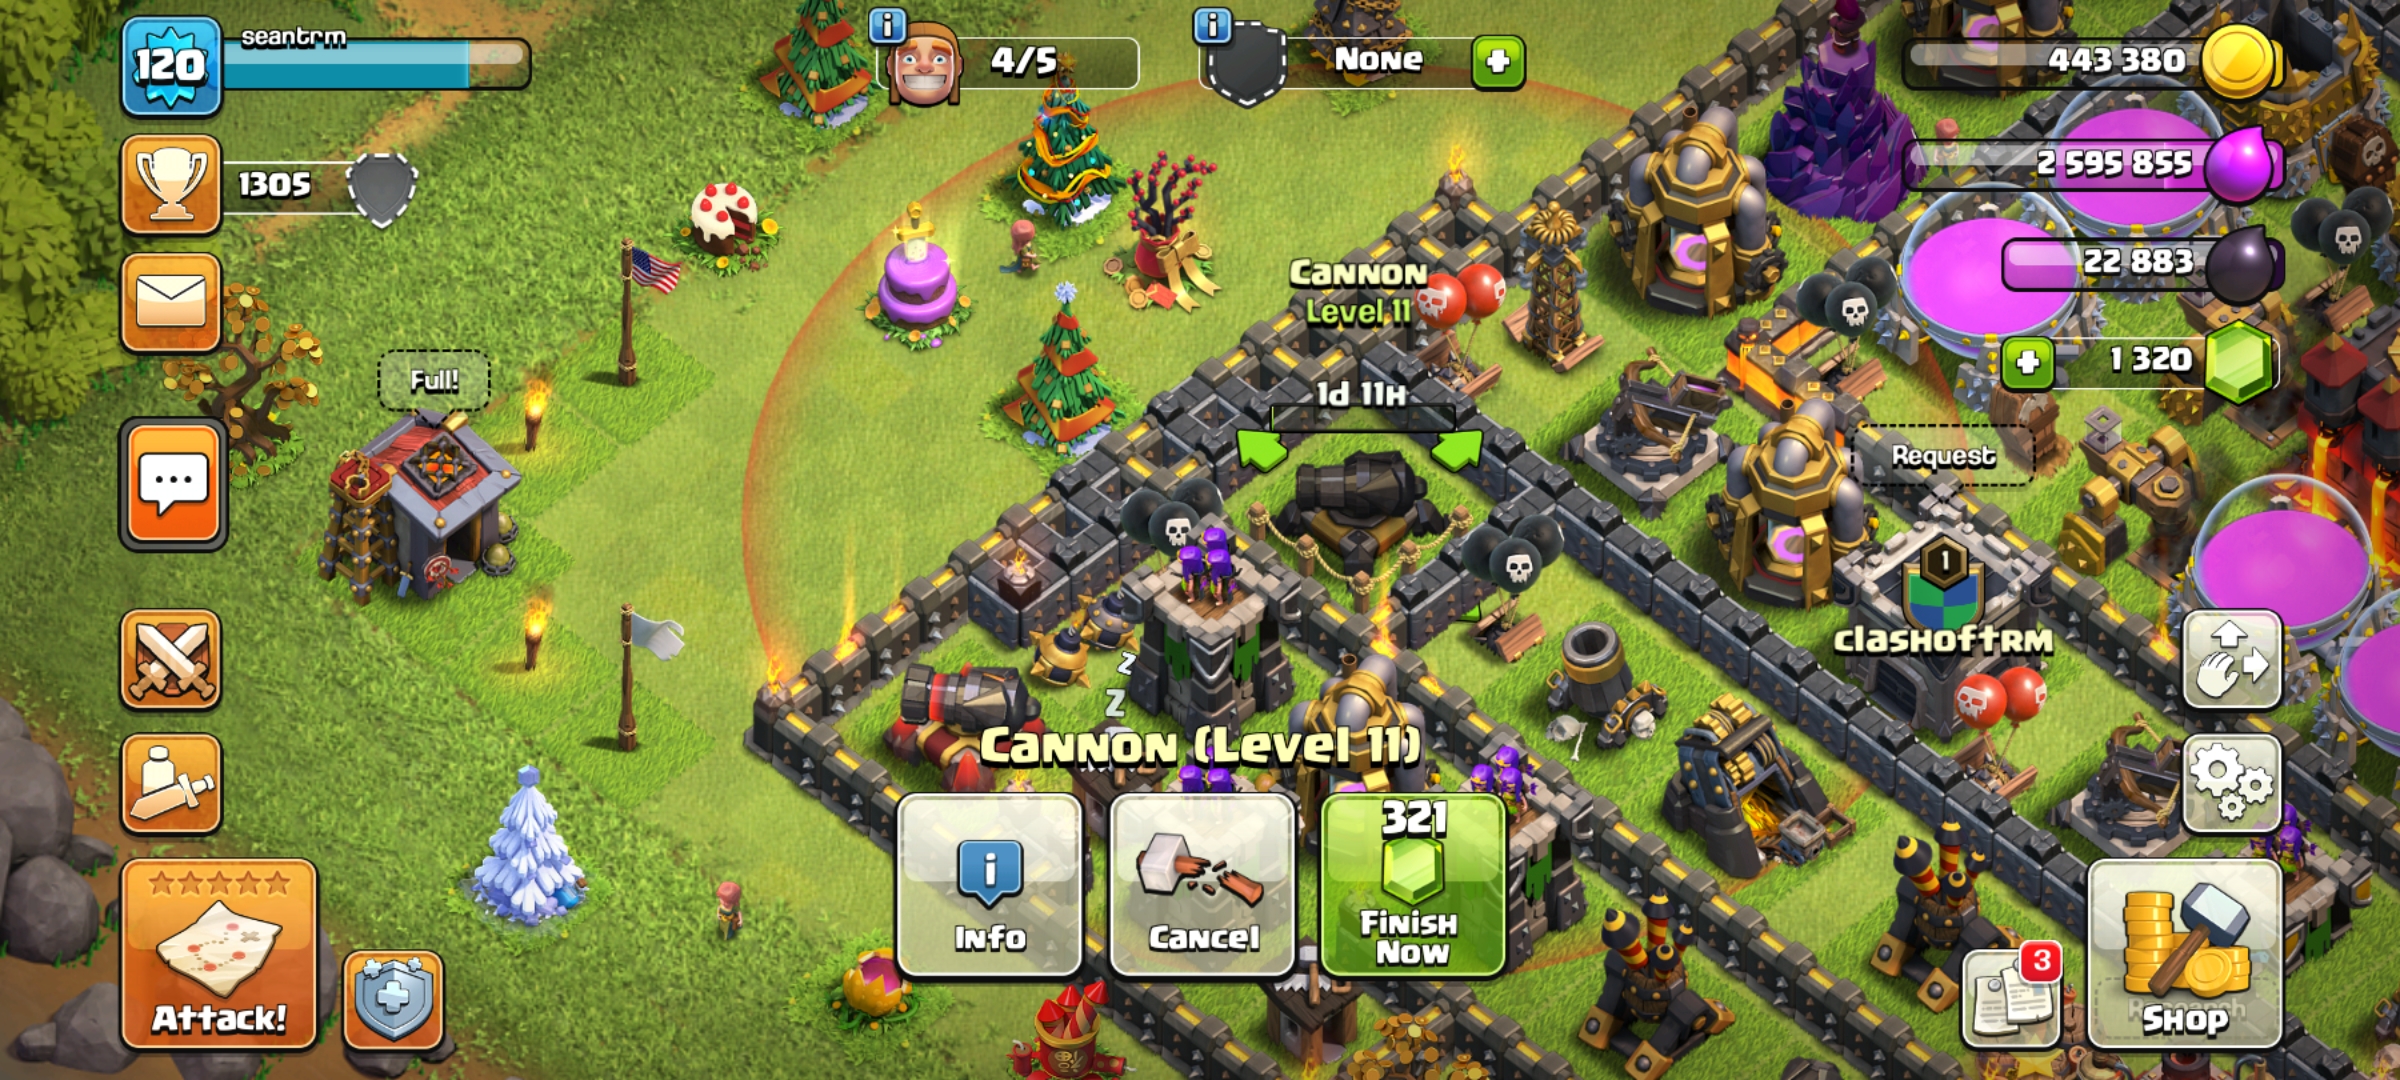 120
seantrm
4/5
None
443 380
1305
2 595 855
22 883
1 320
Cannon
Level 11
1d 11H
Full!
Request
1
clashoftrm
z
z
Cannon (Level 11)
Info
Cancel
321
Finish
Now
Attack!
3
Research
Shop